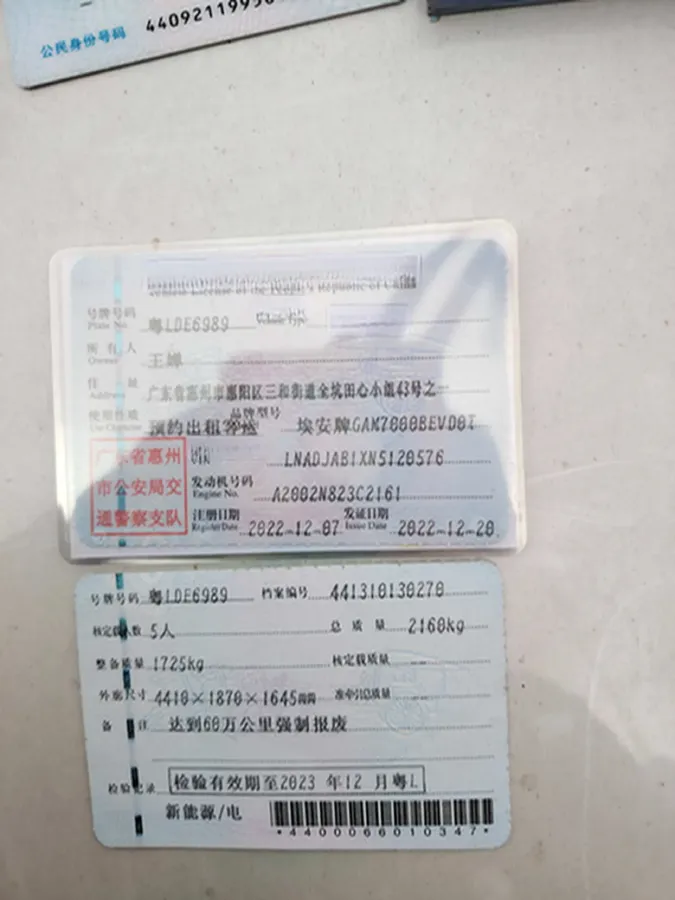 公民身份号码
号牌号码 粤LDE6989
Plate No.
所有人 王
Owner
住址 广东省惠州市惠阳区三和街道全坑田心小组43号之一
Address
使用性质 预约出租客运 品牌型号 埃安牌GAM7000BEVD0T
Use Character
广东省惠州
市公安局交
通警察支队
VIN LNADJAB1XN5120576
发动机号码 A2002N823C2161
Engine No.
注册日期 2022-12-07 发证日期 2022-12-20
Register Date Issue Date
号牌号码 粤LDE6989 档案编号 441310130270
核定载人数 5人 总质量 2160kg
整备质量 1725kg 核定载质量 --
外廓尺寸 4410×1870×1645mm 准牵引总质量 --
备注 达到60万公里强制报废
检验记录 检验有效期至2023年12月粤L
新能源/电
*4400066010347*